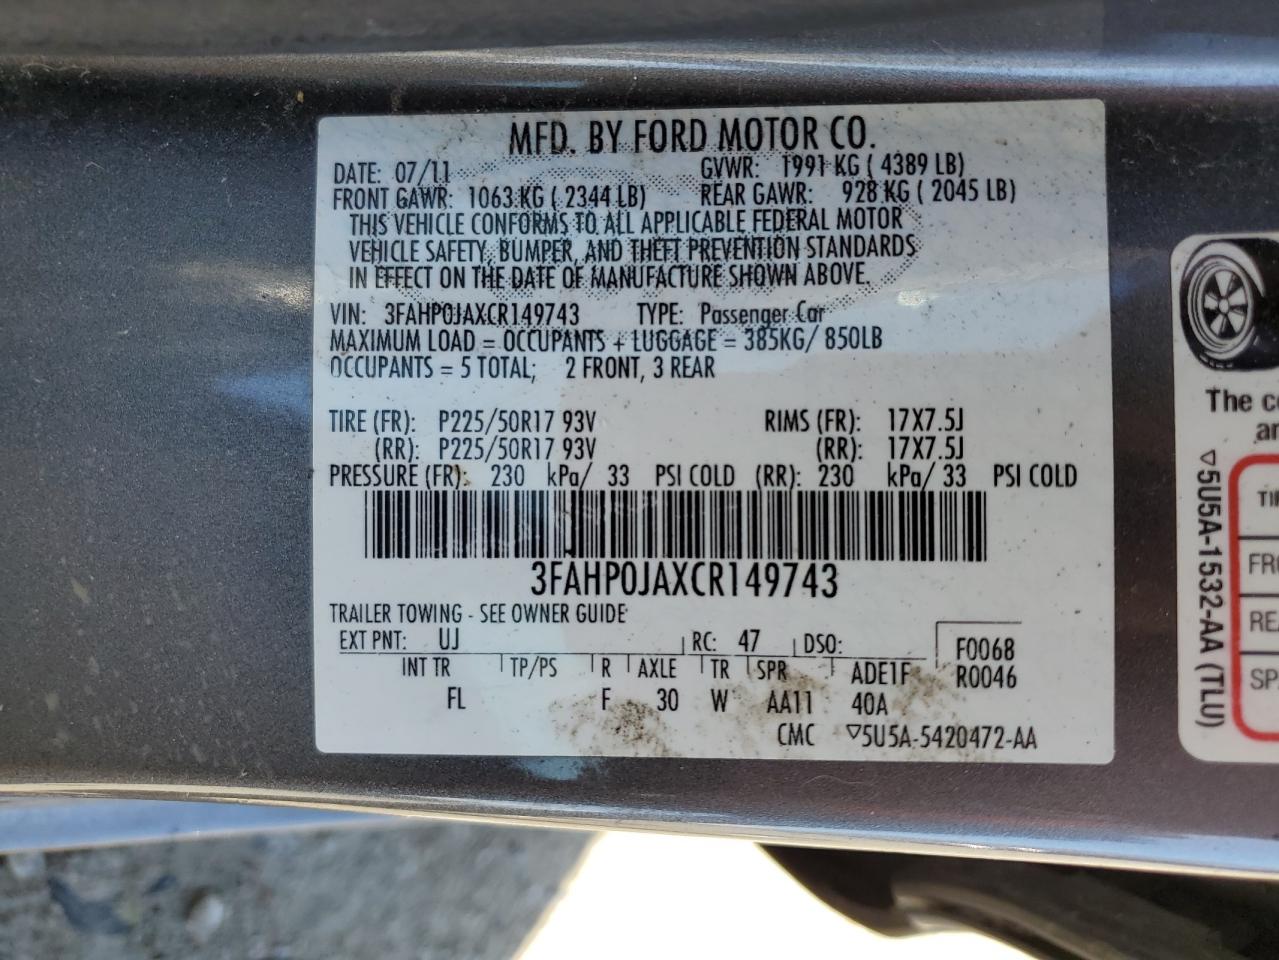 MFD. BY FORD MOTOR CO.
DATE: 07/11 GVWR: 1991 KG ( 4389 LB)
FRONT GAWR: 1063 KG ( 2344 LB) REAR GAWR: 928 KG ( 2045 LB)
THIS VEHICLE CONFORMS TO ALL APPLICABLE FEDERAL MOTOR
VEHICLE SAFETY, BUMPER, AND THEFT PREVENTION STANDARDS
IN EFFECT ON THE DATE OF MANUFACTURE SHOWN ABOVE.
VIN: 3FAHP0JAXCR149743 TYPE: Passenger Car
MAXIMUM LOAD = OCCUPANTS + LUGGAGE = 385KG/ 850LB
OCCUPANTS = 5 TOTAL; 2 FRONT, 3 REAR
TIRE (FR): P225/50R17 93V RIMS (FR): 17X7.5J
(RR): P225/50R17 93V (RR): 17X7.5J
PRESSURE (FR): 230 kPa/ 33 PSI COLD (RR): 230 kPa/ 33 PSI COLD
3FAHP0JAXCR149743
TRAILER TOWING - SEE OWNER GUIDE
EXT PNT: UJ RC: 47 DSO: F0068
INT TR TP/PS R AXLE TR SPR ADE1F R0046
FL F 30 W AA11 40A
CMC ▽5U5A-5420472-AA
The
▽5U5A-1532-AA (TLU)